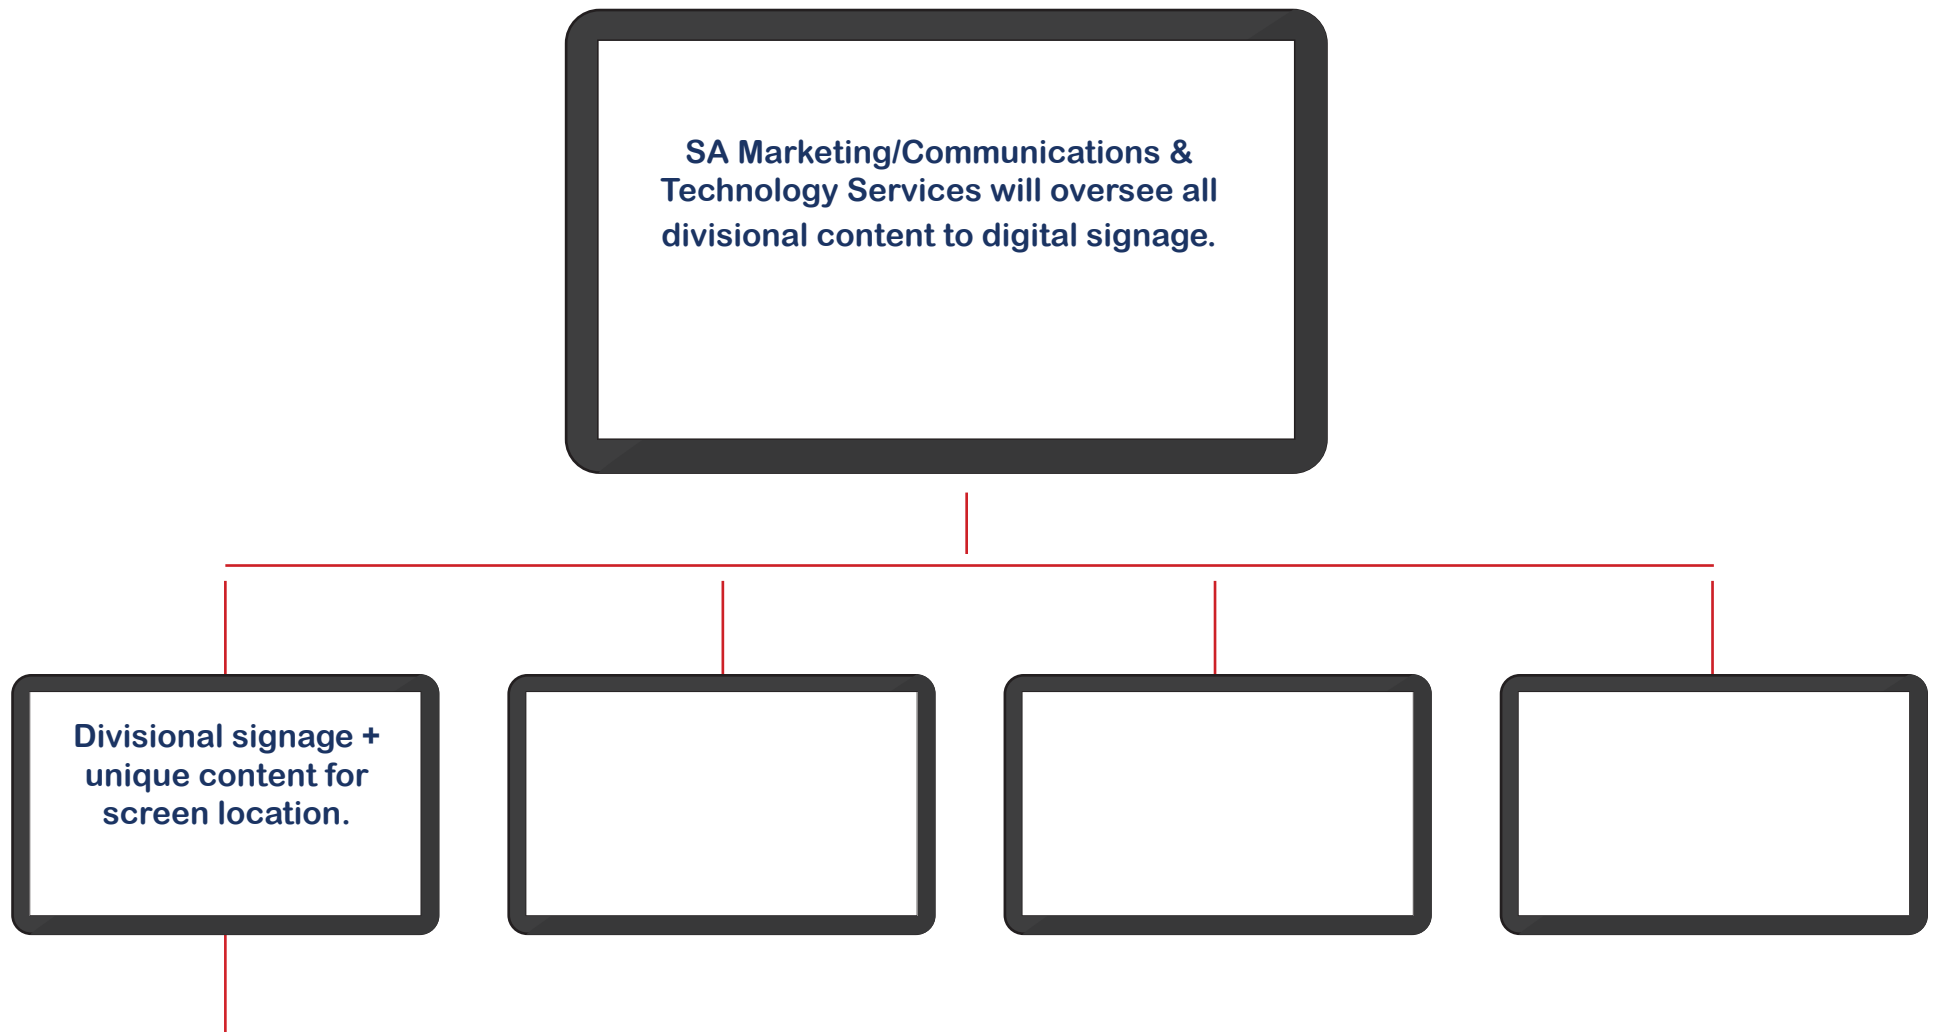 SA Marketing/Communications &
Technology Services will oversee all
divisional content to digital signage.
Divisional signage +
unique content for
screen location.